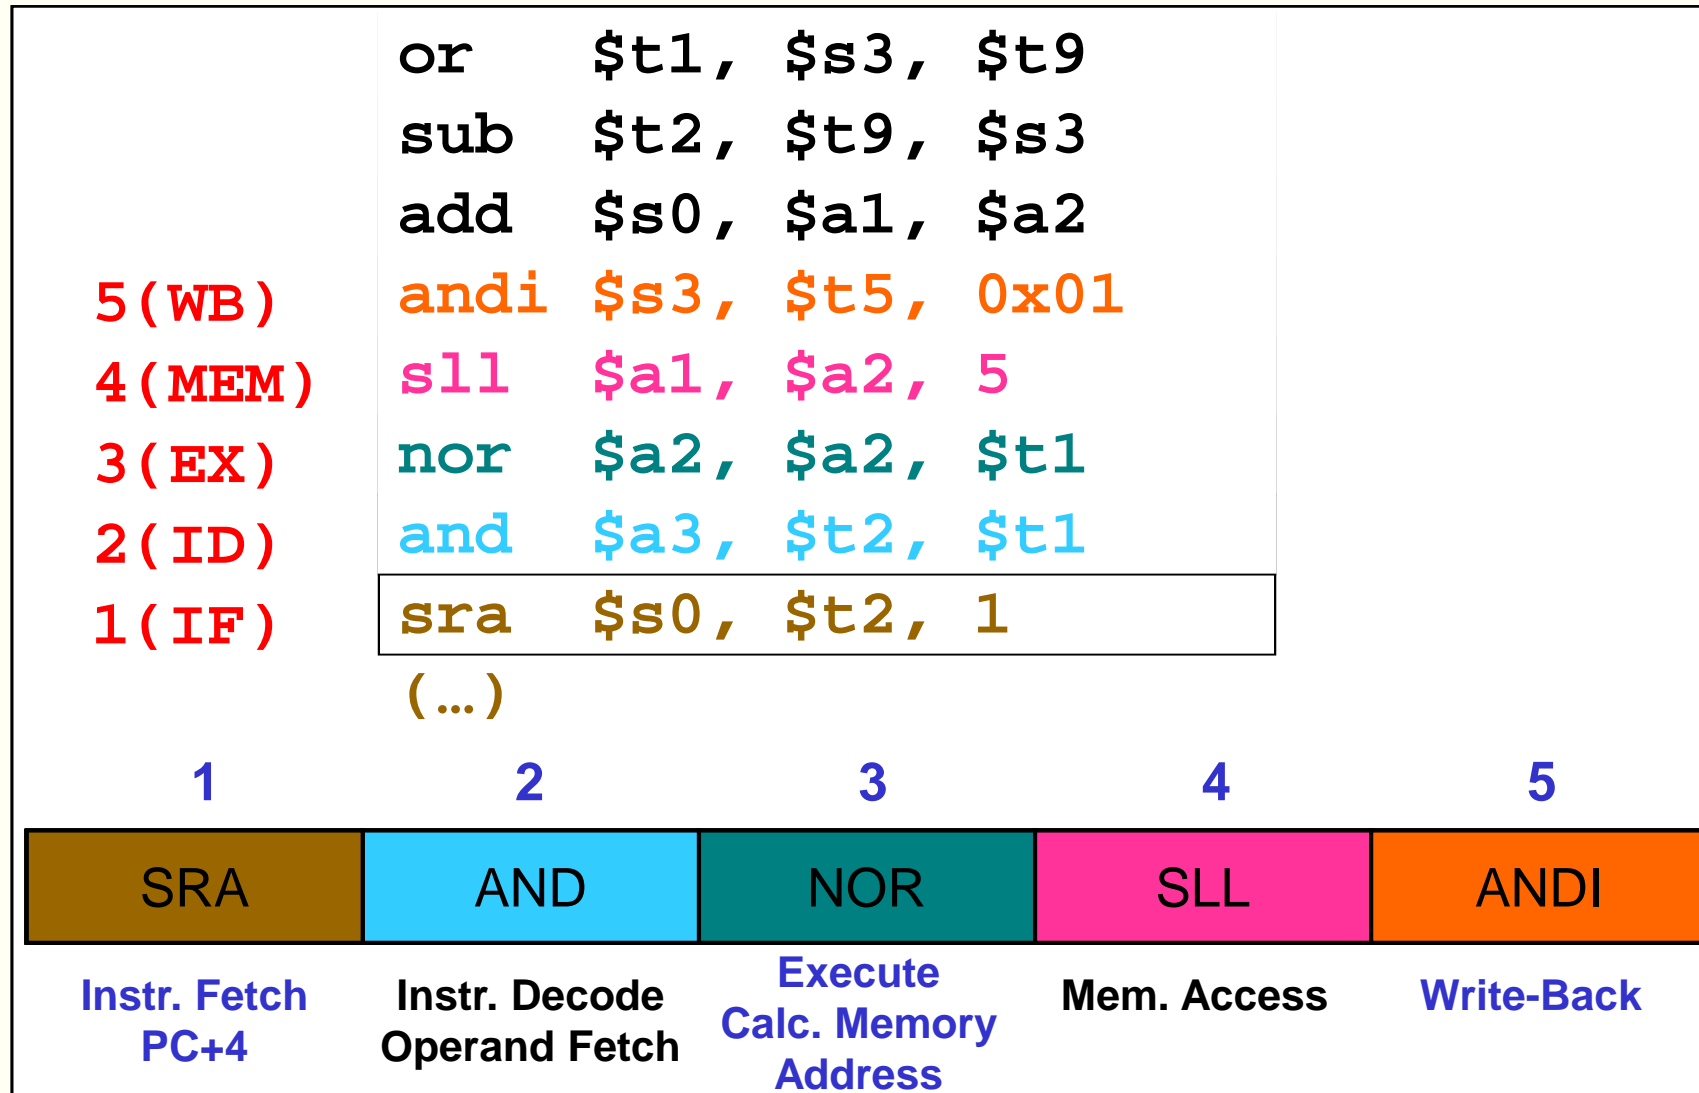 or $t1, $s3, $t9
sub $t2, $t9, $s3
add $s0, $a1, $a2
5(WB) andi $s3, $t5, 0x01
4(MEM) sll $a1, $a2, 5
3(EX) nor $a2, $a2, $t1
2(ID) and $a3, $t2, $t1
1(IF) sra $s0, $t2, 1
(…)
1 2 3 4 5
SRA AND NOR SLL ANDI
Instr. Fetch
PC+4
Instr. Decode
Operand Fetch
Execute
Calc. Memory
Address
Mem. Access
Write-Back